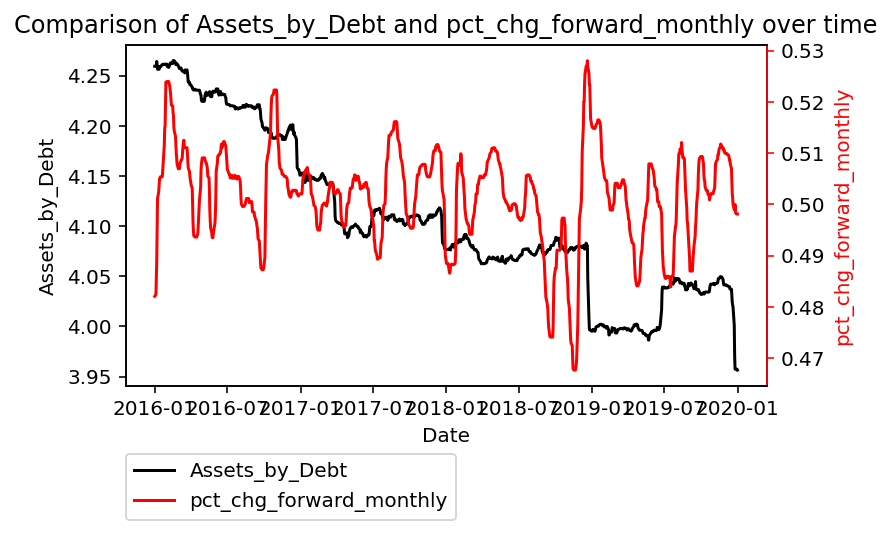 Comparison of Assets_by_Debt and pct_chg_forward_monthly over time
Assets_by_Debt
4.25
4.20
4.15
4.10
4.05
4.00
3.95
0.53
0.52
0.51
0.50
0.49
0.48
0.47
pct_chg_forward_monthly
2016-01 2016-07 2017-01 2017-07 2018-01 2018-07 2019-01 2019-07 2020-01
Date
Assets_by_Debt
pct_chg_forward_monthly